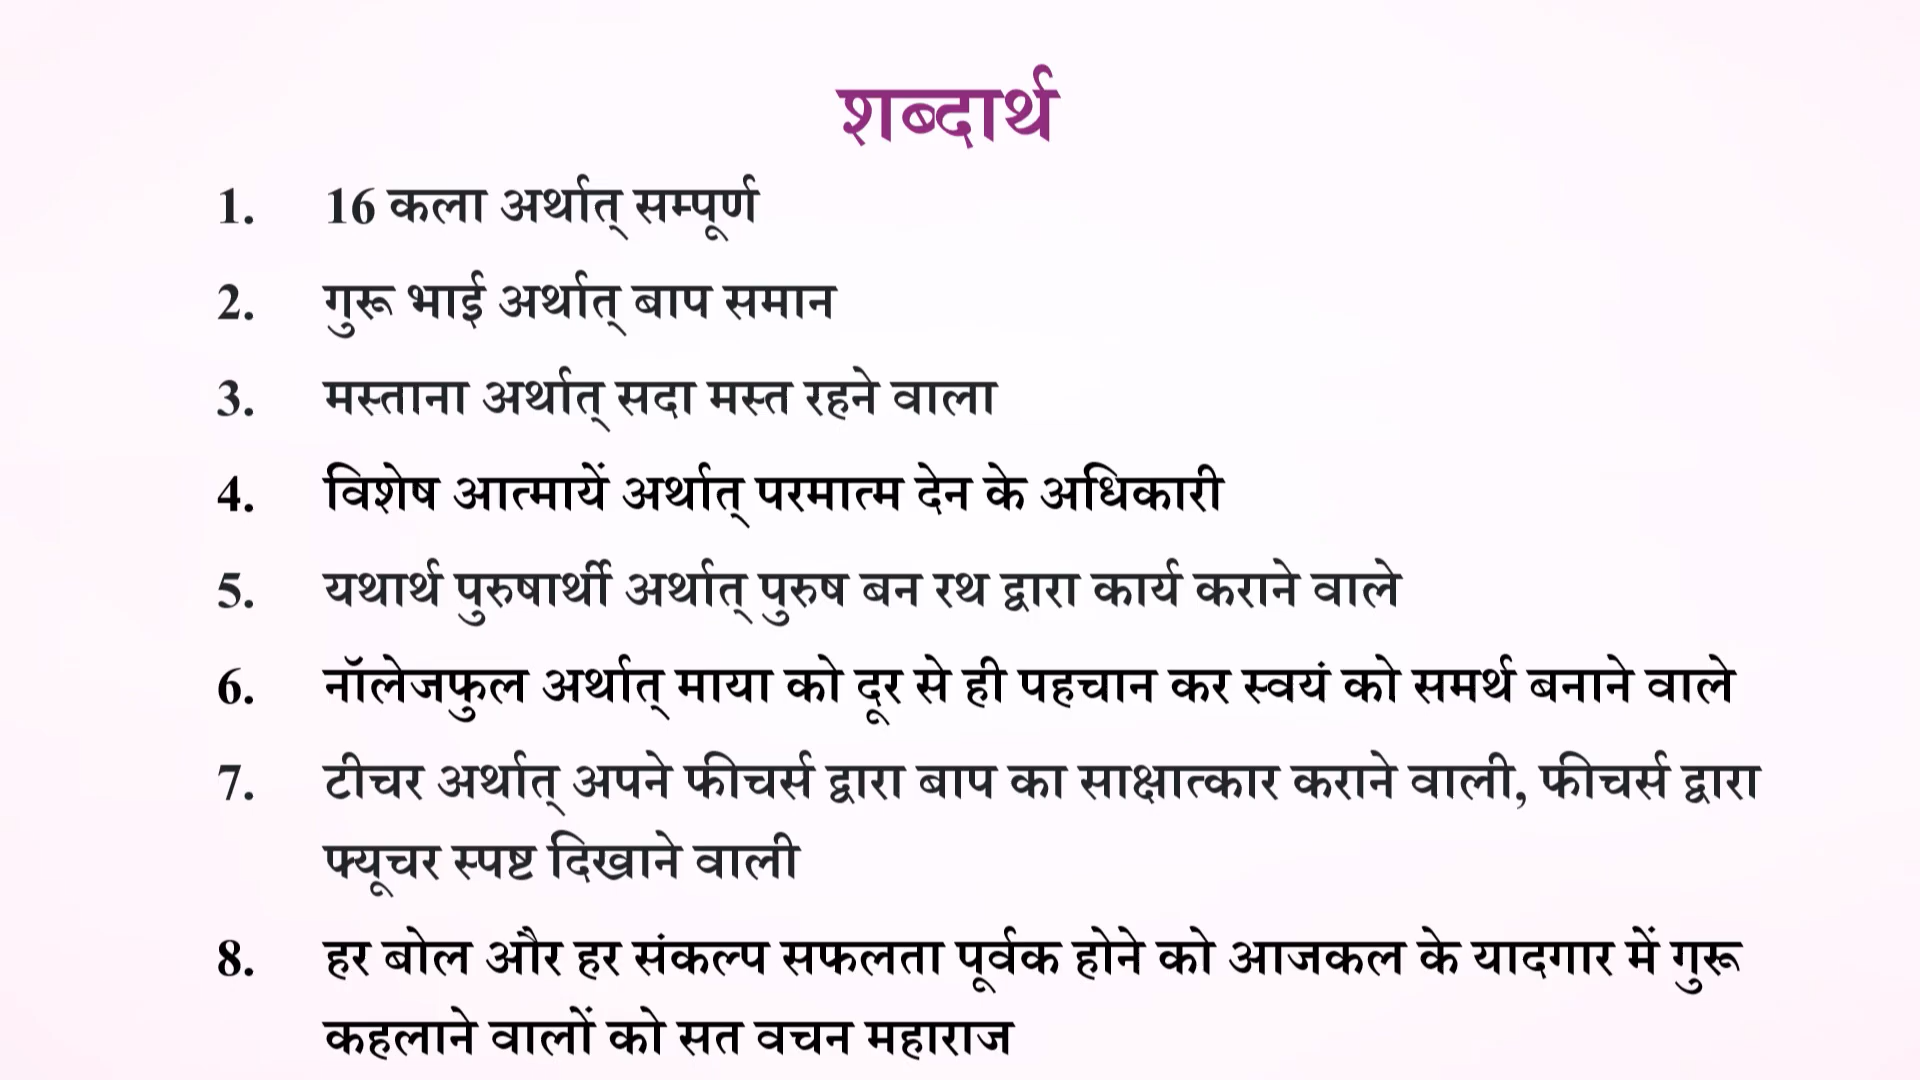 शब्दार्थ
1. 16 कला अर्थात् सम्पूर्ण
2. गुरू भाई अर्थात् बाप समान
3. मस्ताना अर्थात् सदा मस्त रहने वाला
4. विशेष आत्मायें अर्थात् परमात्म देन के अधिकारी
5. यथार्थ पुरुषार्थी अर्थात् पुरुष बन रथ द्वारा कार्य कराने वाले
6. नॉलेजफुल अर्थात् माया को दूर से ही पहचान कर स्वयं को समर्थ बनाने वाले
7. टीचर अर्थात् अपने फीचर्स द्वारा बाप का साक्षात्कार कराने वाली, फीचर्स द्वारा
फ्यूचर स्पष्ट दिखाने वाली
8. हर बोल और हर संकल्प सफलता पूर्वक होने को आजकल के यादगार में गुरू
कहलाने वालों को सत वचन महाराज